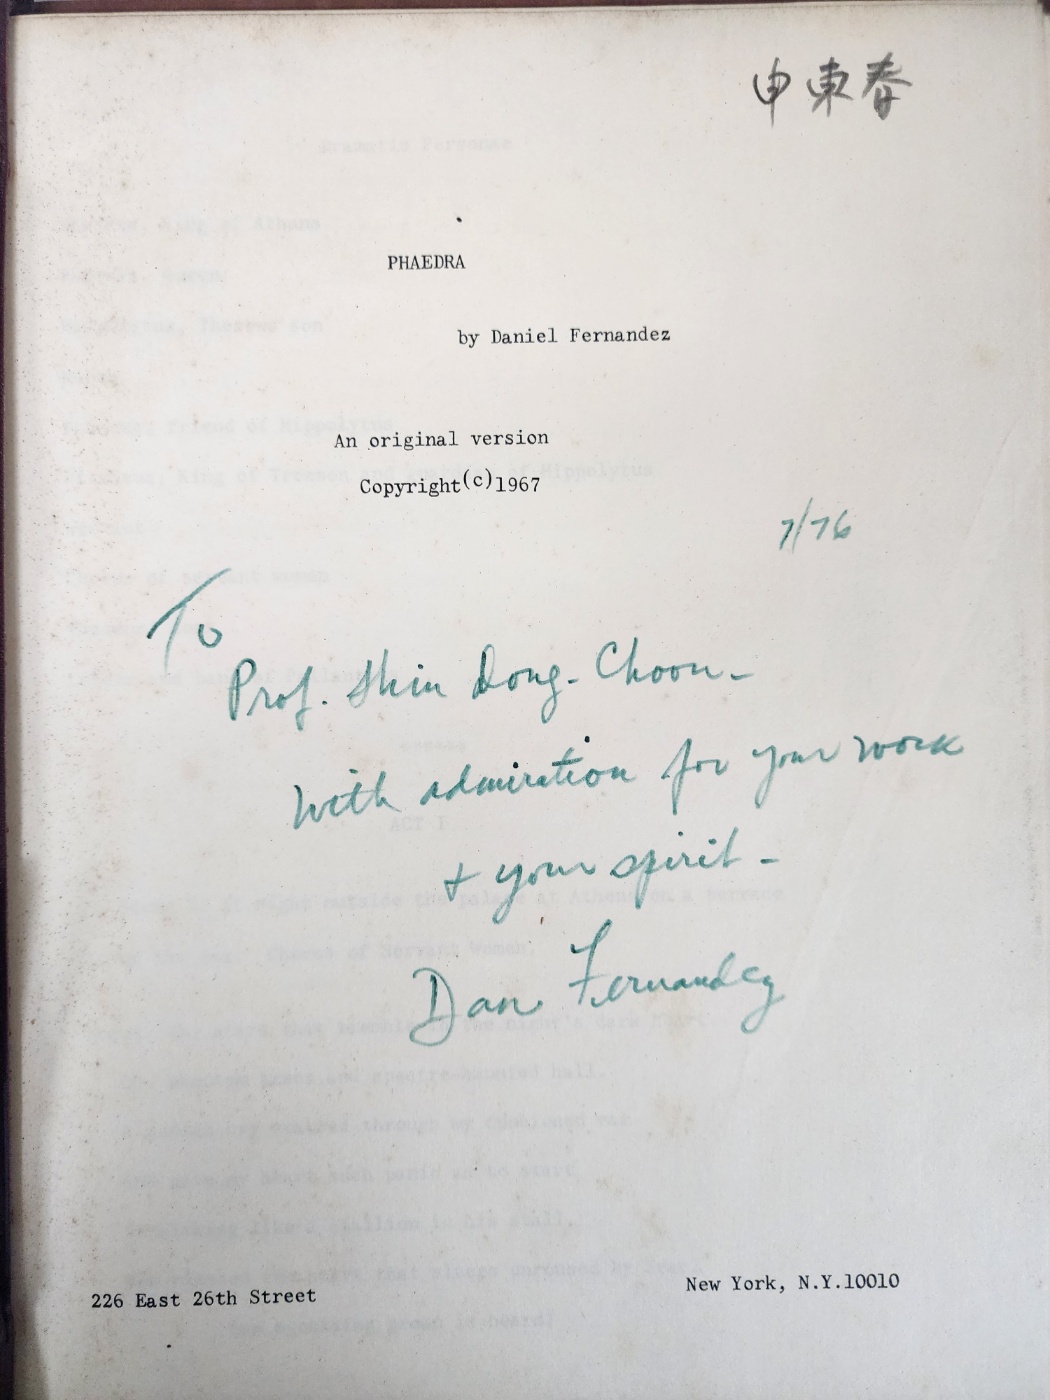 申東春
PHAEDRA
by Daniel Fernandez
An original version
Copyright(c)1967
7/76
To
Prof. Shin Dong-Choon-
With admiration for your work
+ your spirit -
Dan Fernandez
226 East 26th Street
New York, N.Y.10010